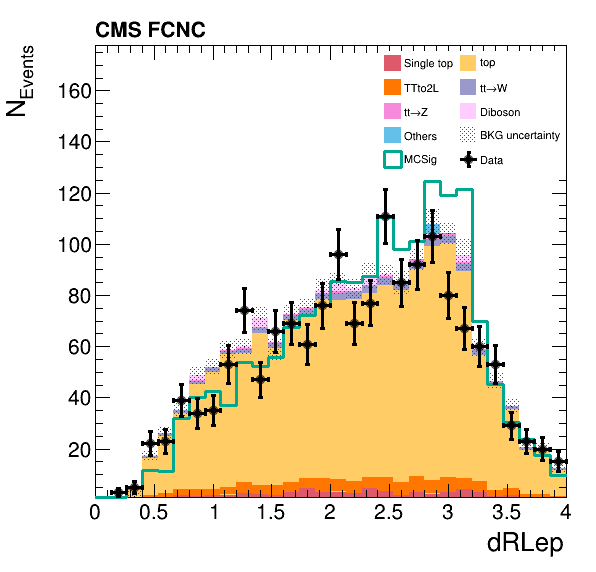 CMS FCNC
N_Events
Single top
top
TTto2L
tt→W
tt→Z
Diboson
Others
BKG uncertainty
MCSig
Data
160
140
120
100
80
60
40
20
0 0.5 1 1.5 2 2.5 3 3.5 4
dRLep